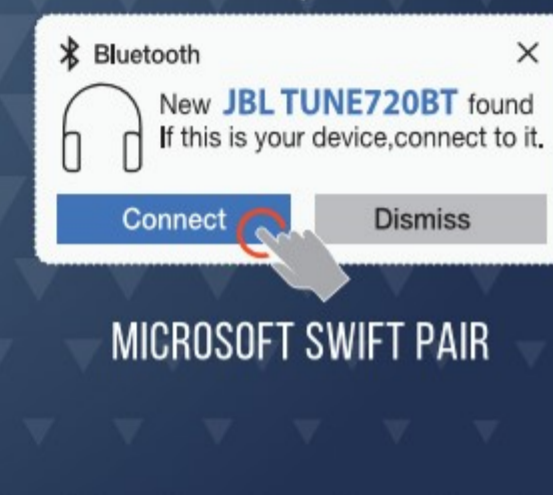 Bluetooth
New JBL TUNE720BT found
If this is your device,connect to it.
Connect Dismiss
MICROSOFT SWIFT PAIR